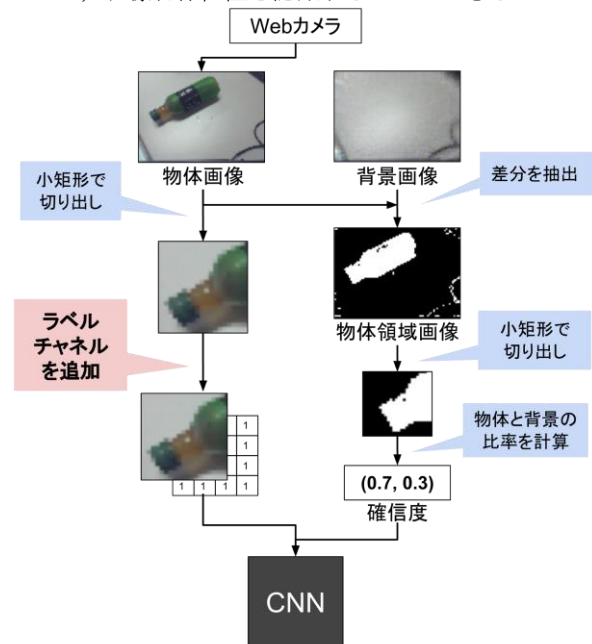 Webカメラ
物体画像
背景画像
小矩形で
切り出し
差分を抽出
物体領域画像
ラベル
チャネル
を追加
小矩形で
切り出し
物体と背景の
比率を計算
1
1
1
1 1 1 1
(0.7, 0.3)
確信度
CNN